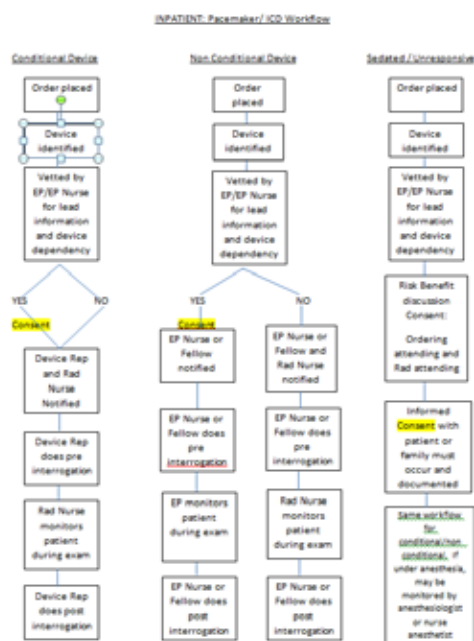 INPATIENT: Pacemaker/ ICD Workflow
Conditional Device
Order placed
Device
identified
Vetted by
EP/EP Nurse
for lead
information
and device
dependency
YES
NO
Consent
Device Rep
and Rad
Nurse
Notified
Device Rep
does pre
interrogation
Rad Nurse
monitors
patient
during exam
Device Rep
does post
interrogation
Non Conditional Device
Order
placed
Device
identified
Vetted by
EP/EP Nurse
for lead
information
and device
dependency
YES
NO
Consent
EP Nurse or
Fellow
notified
EP Nurse or
Fellow does
pre
interrogation
EP monitors
patient
during exam
EP Nurse or
Fellow does
post
interrogation
EP Nurse or
Fellow and
Rad Nurse
notified
EP Nurse or
Fellow does
pre
interrogation
Rad Nurse
monitors
patient
during exam
EP Nurse or
Fellow does
post
interrogation
Sedated / Unresponsive
Order placed
Device
identified
Vetted by
EP/EP Nurse
for lead
information
and device
dependency
Risk Benefit
discussion
Consent:
Ordering
attending
and Rad
attending
Informed
Consent with
patient or
family must
occur and
documented
Same workflow
for
conditional/non
conditional. If
under anesthesia,
may be
monitored by
anesthesiologist
or nurse
anesthetist